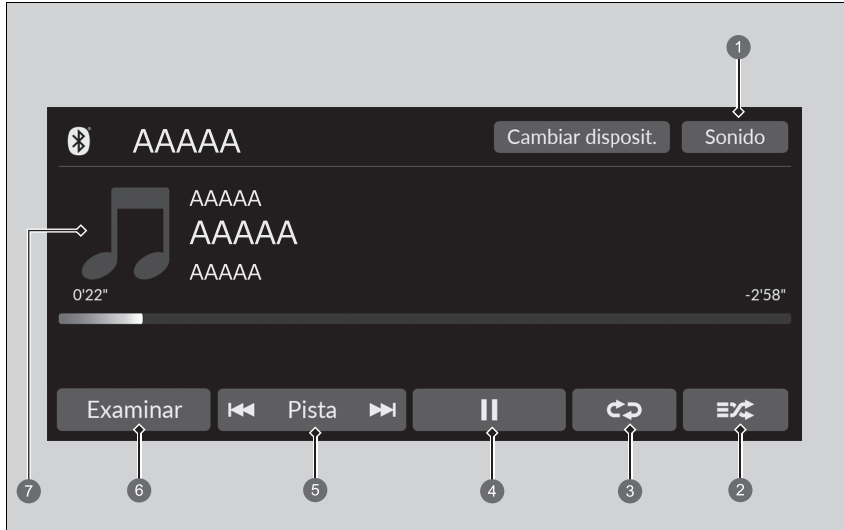 1
AAAAA
Cambiar disposit.
Sonido
AAAAA
AAAAA
AAAAA
7
0'22"
-2'58"
Examinar
Pista
6
5
4
3
2